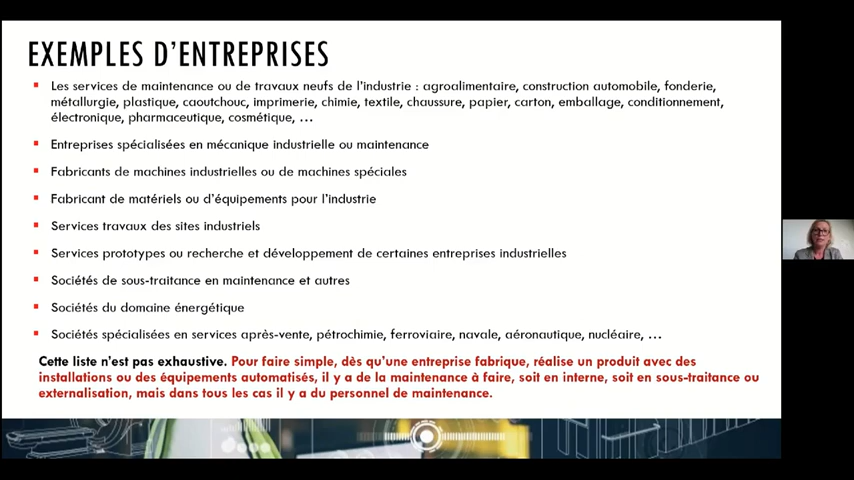 EXEMPLES D'ENTREPRISES
Les services de maintenance ou de travaux neufs de l'industrie : agroalimentaire, construction automobile, fonderie,
métallurgie, plastique, caoutchouc, imprimerie, chimie, textile, chaussure, papier, carton, emballage, conditionnement,
électronique, pharmaceutique, cosmétique, ...
Entreprises spécialisées en mécanique industrielle ou maintenance
Fabricants de machines industrielles ou de machines spéciales
Fabricant de matériels ou d'équipements pour l'industrie
Services travaux des sites industriels
Services prototypes ou recherche et développement de certaines entreprises industrielles
Sociétés de sous-traitance en maintenance et autres
Sociétés du domaine énergétique
Sociétés spécialisées en services après-vente, pétrochimie, ferroviaire, navale, aéronautique, nucléaire, ...
Cette liste n'est pas exhaustive. Pour faire simple, dès qu'une entreprise fabrique, réalise un produit avec des
installations ou des équipements automatisés, il y a de la maintenance à faire, soit en interne, soit en sous-traitance ou
externalisation, mais dans tous les cas il y a du personnel de maintenance.